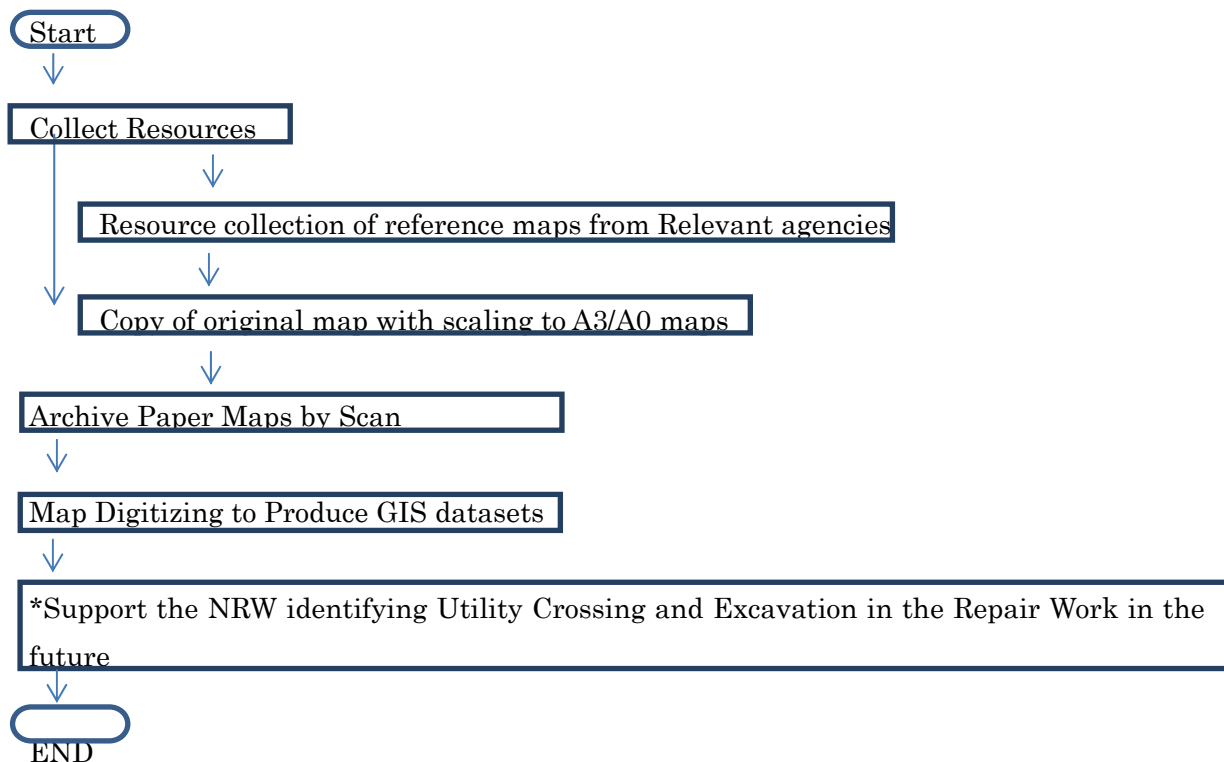 Start
Collect Resources
Resource collection of reference maps from Relevant agencies
Copy of original map with scaling to A3/A0 maps
Archive Paper Maps by Scan
Map Digitizing to Produce GIS datasets
*Support the NRW identifying Utility Crossing and Excavation in the Repair Work in the
future
END